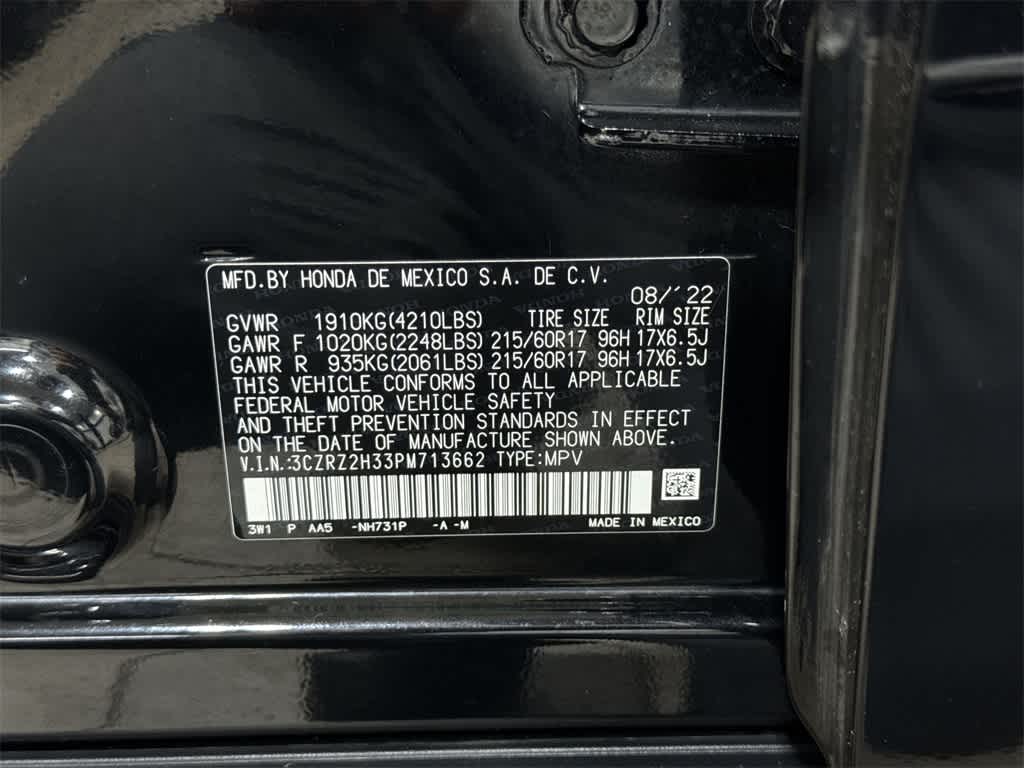 MFD.BY HONDA DE MEXICO S.A. DE C.V.
08/'22
GVWR 1910KG(4210LBS) TIRE SIZE RIM SIZE
GAWR F 1020KG(2248LBS) 215/60R17 96H 17X6.5J
GAWR R 935KG(2061LBS) 215/60R17 96H 17X6.5J
THIS VEHICLE CONFORMS TO ALL APPLICABLE
FEDERAL MOTOR VEHICLE SAFETY
AND THEFT PREVENTION STANDARDS IN EFFECT
ON THE DATE OF MANUFACTURE SHOWN ABOVE.
V.I.N.:3CZRZ2H33PM713662 TYPE:MPV
3W1 P AA5 -NH731P -A -M MADE IN MEXICO